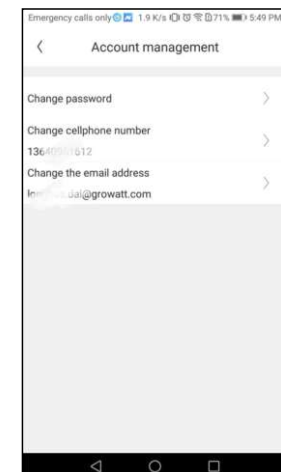 Emergency calls only 1.9 K/s 71% 5:49 PM
Account management
Change password
Change cellphone number
Change the email address